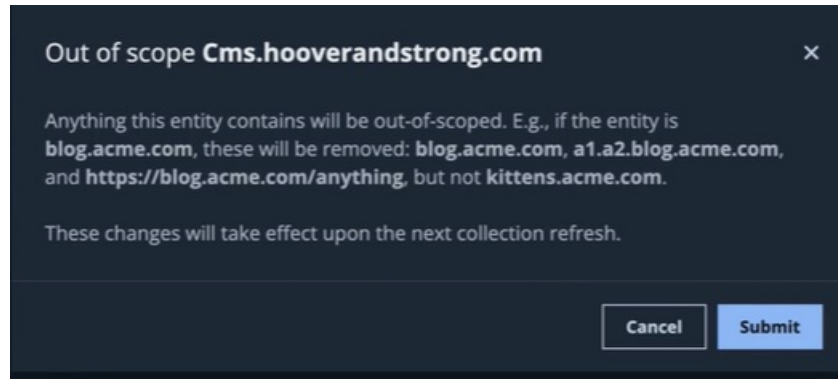 Out of scope Cms.hooverandstrong.com ×
Anything this entity contains will be out-of-scoped. E.g., if the entity is
blog.acme.com, these will be removed: blog.acme.com, a1.a2.blog.acme.com,
and https://blog.acme.com/anything, but not kittens.acme.com.
These changes will take effect upon the next collection refresh.
Cancel Submit